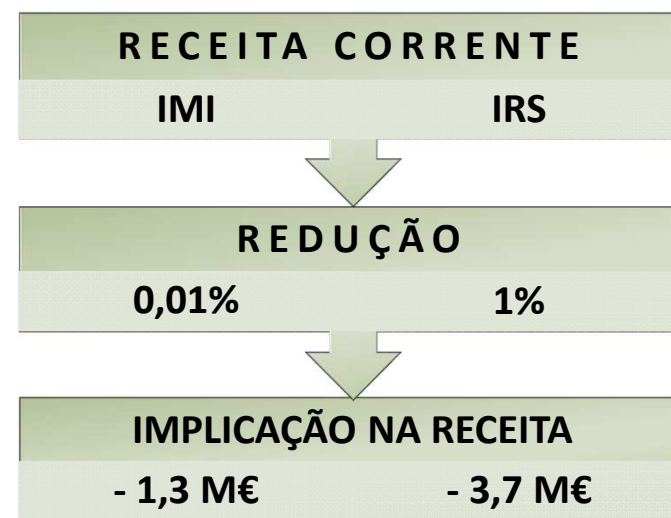 RECEITA CORRENTE
IMI IRS
REDUÇÃO
0,01% 1%
IMPLICAÇÃO NA RECEITA
- 1,3 M€ - 3,7 M€